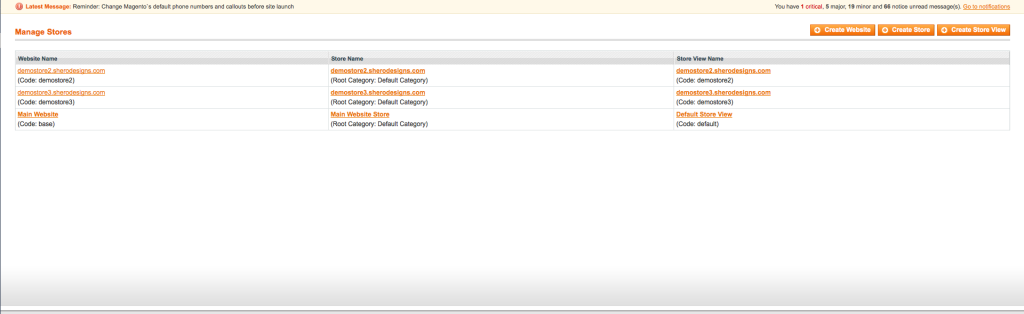 Latest Message: Reminder: Change Magento`s default phone numbers and callouts before site launch
You have 1 critical, 5 major, 19 minor and 66 notice unread message(s). Go to notifications
Manage Stores
Create Website Create Store Create Store View
Website Name Store Name Store View Name
demostore2.sherodesigns.com demostore2.sherodesigns.com demostore2.sherodesigns.com
(Code: demostore2) (Root Category: Default Category) (Code: demostore2)
demostore3.sherodesigns.com demostore3.sherodesigns.com demostore3.sherodesigns.com
(Code: demostore3) (Root Category: Default Category) (Code: demostore3)
Main Website Main Website Store Default Store View
(Code: base) (Root Category: Default Category) (Code: default)